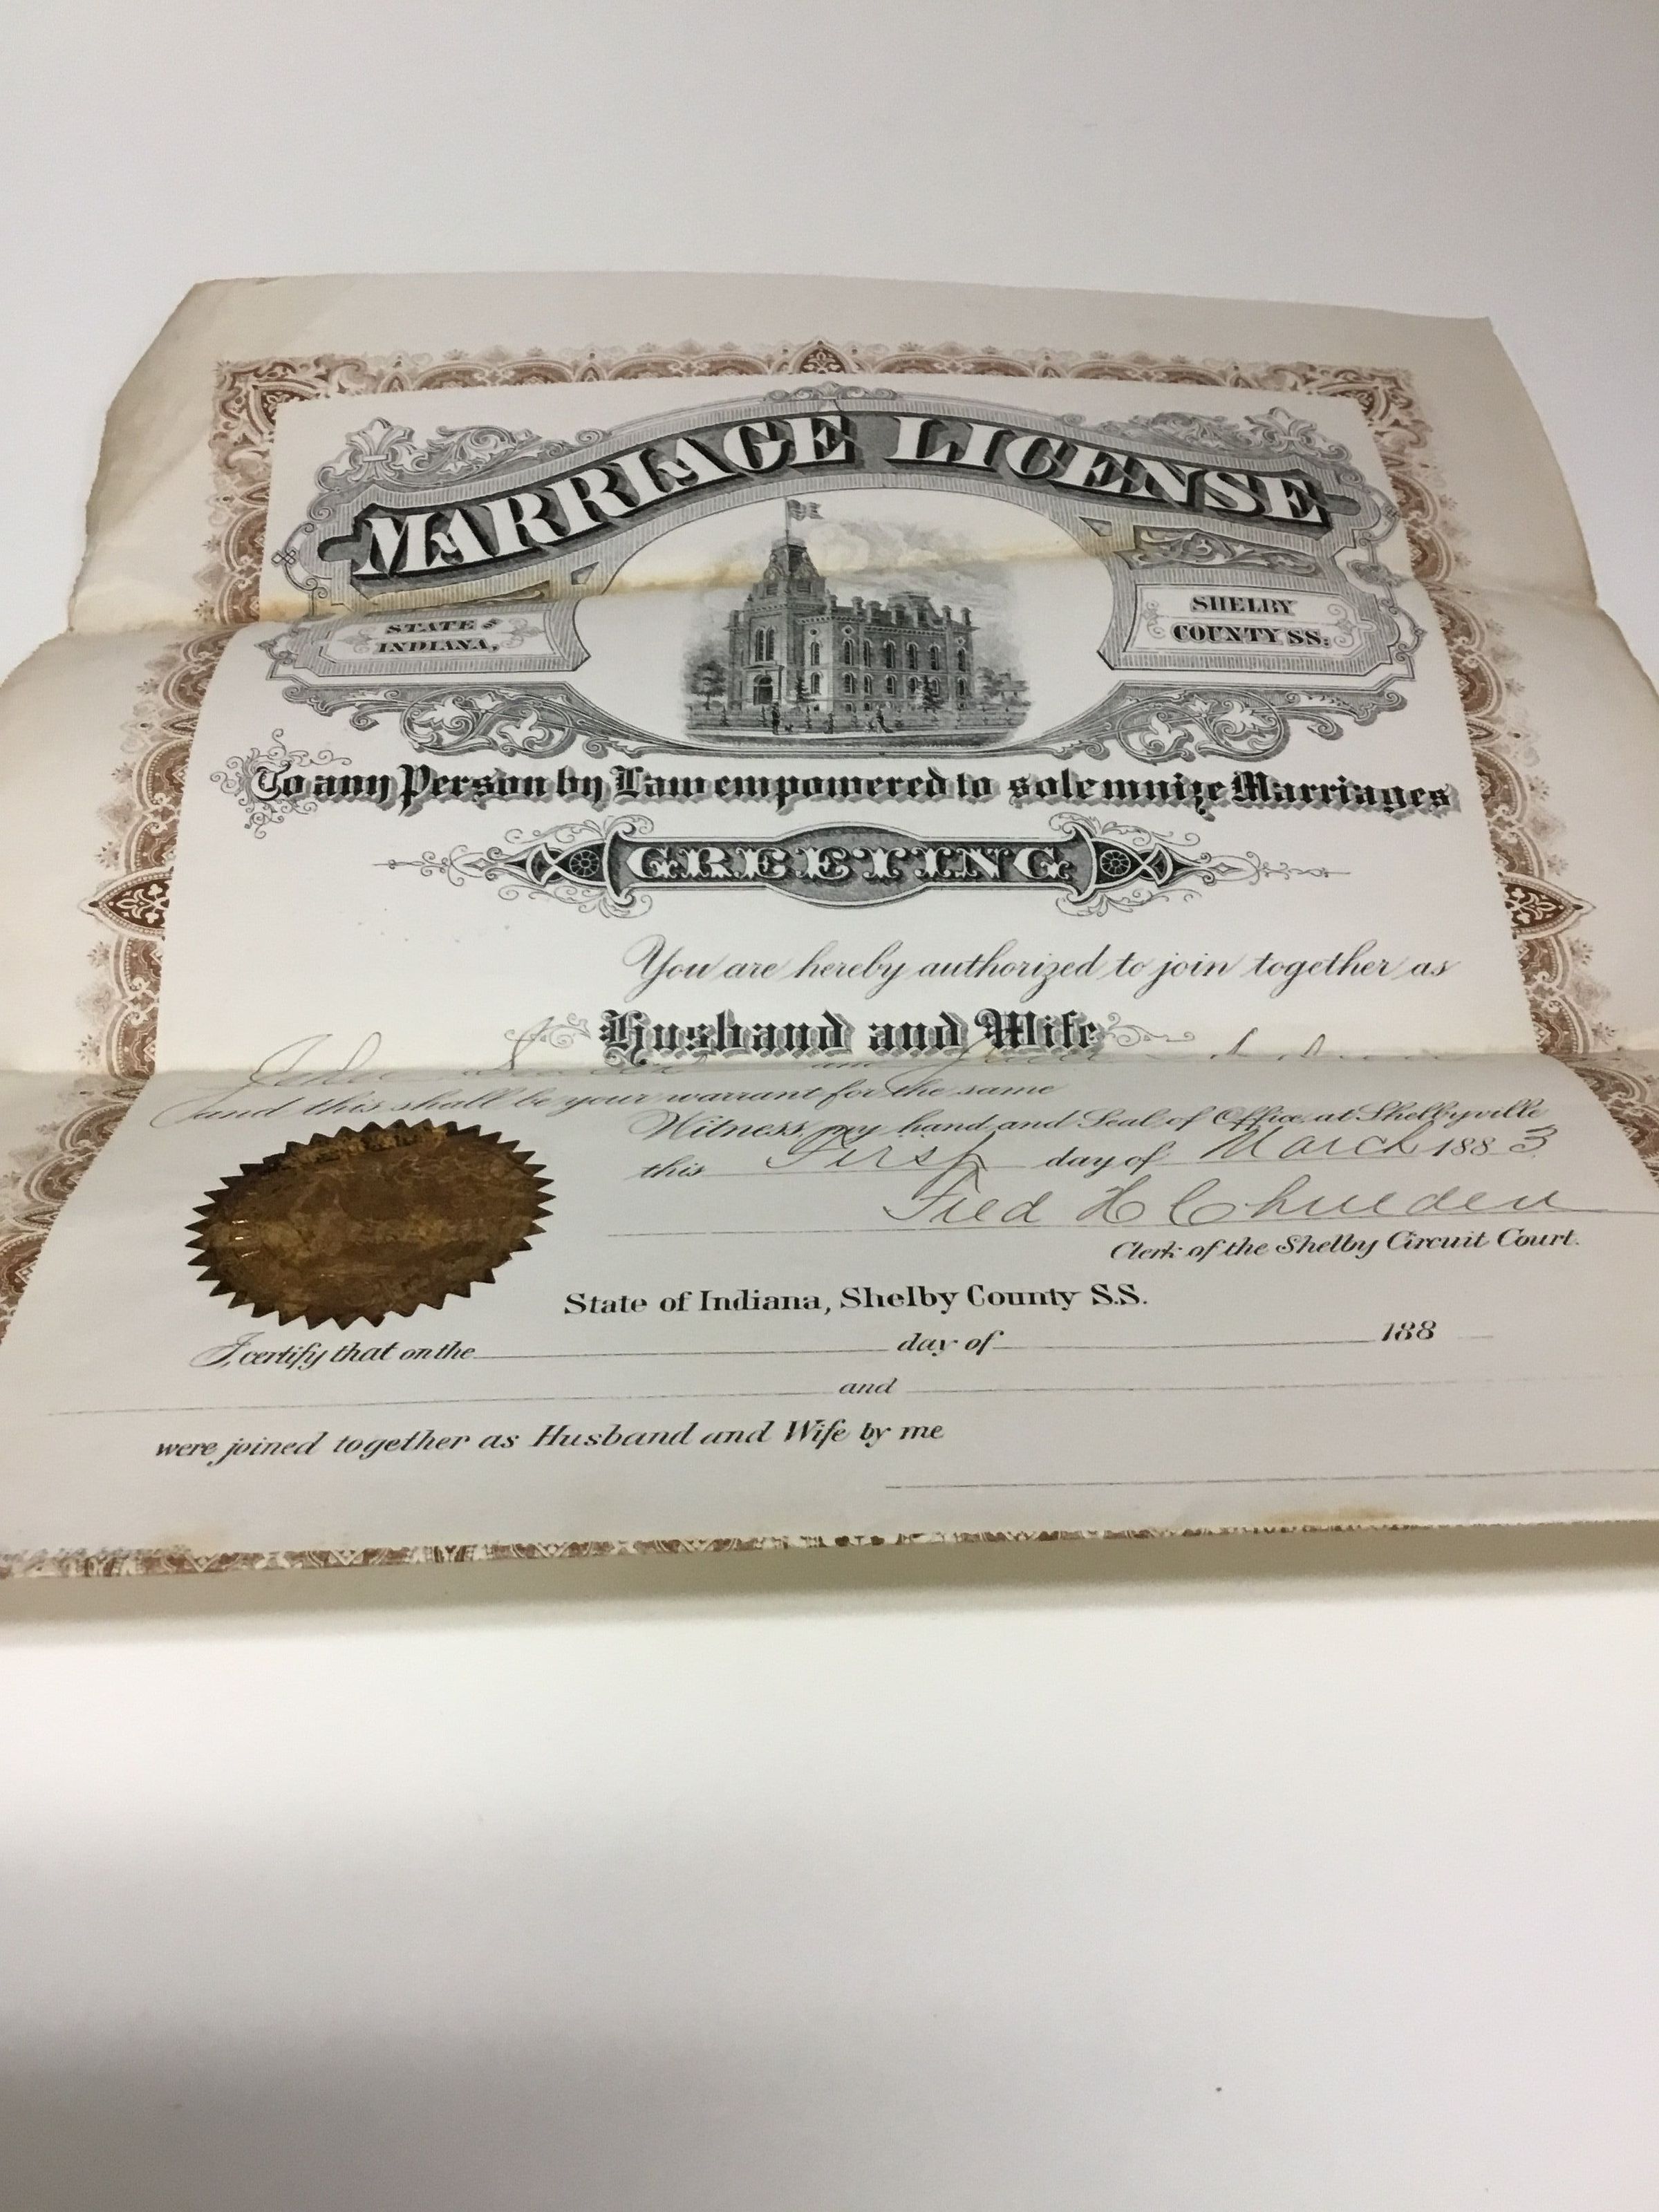 MARRIAGE LICENSE
STATE OF
INDIANA,
SHELBY
COUNTY SS:
To any Person by Law empowered to solemnize Marriages
GREETING
You are hereby authorized to join together as
Husband and Wife
and
and this shall be your warrant for the same
Witness, my hand and Seal of Office, at Shelbyville
this First day of March 1883
Fred H
Clerk of the Shelby Circuit Court.
State of Indiana, Shelby County S.S.
I, certify that on the day of 188
and
were joined together as Husband and Wife by me